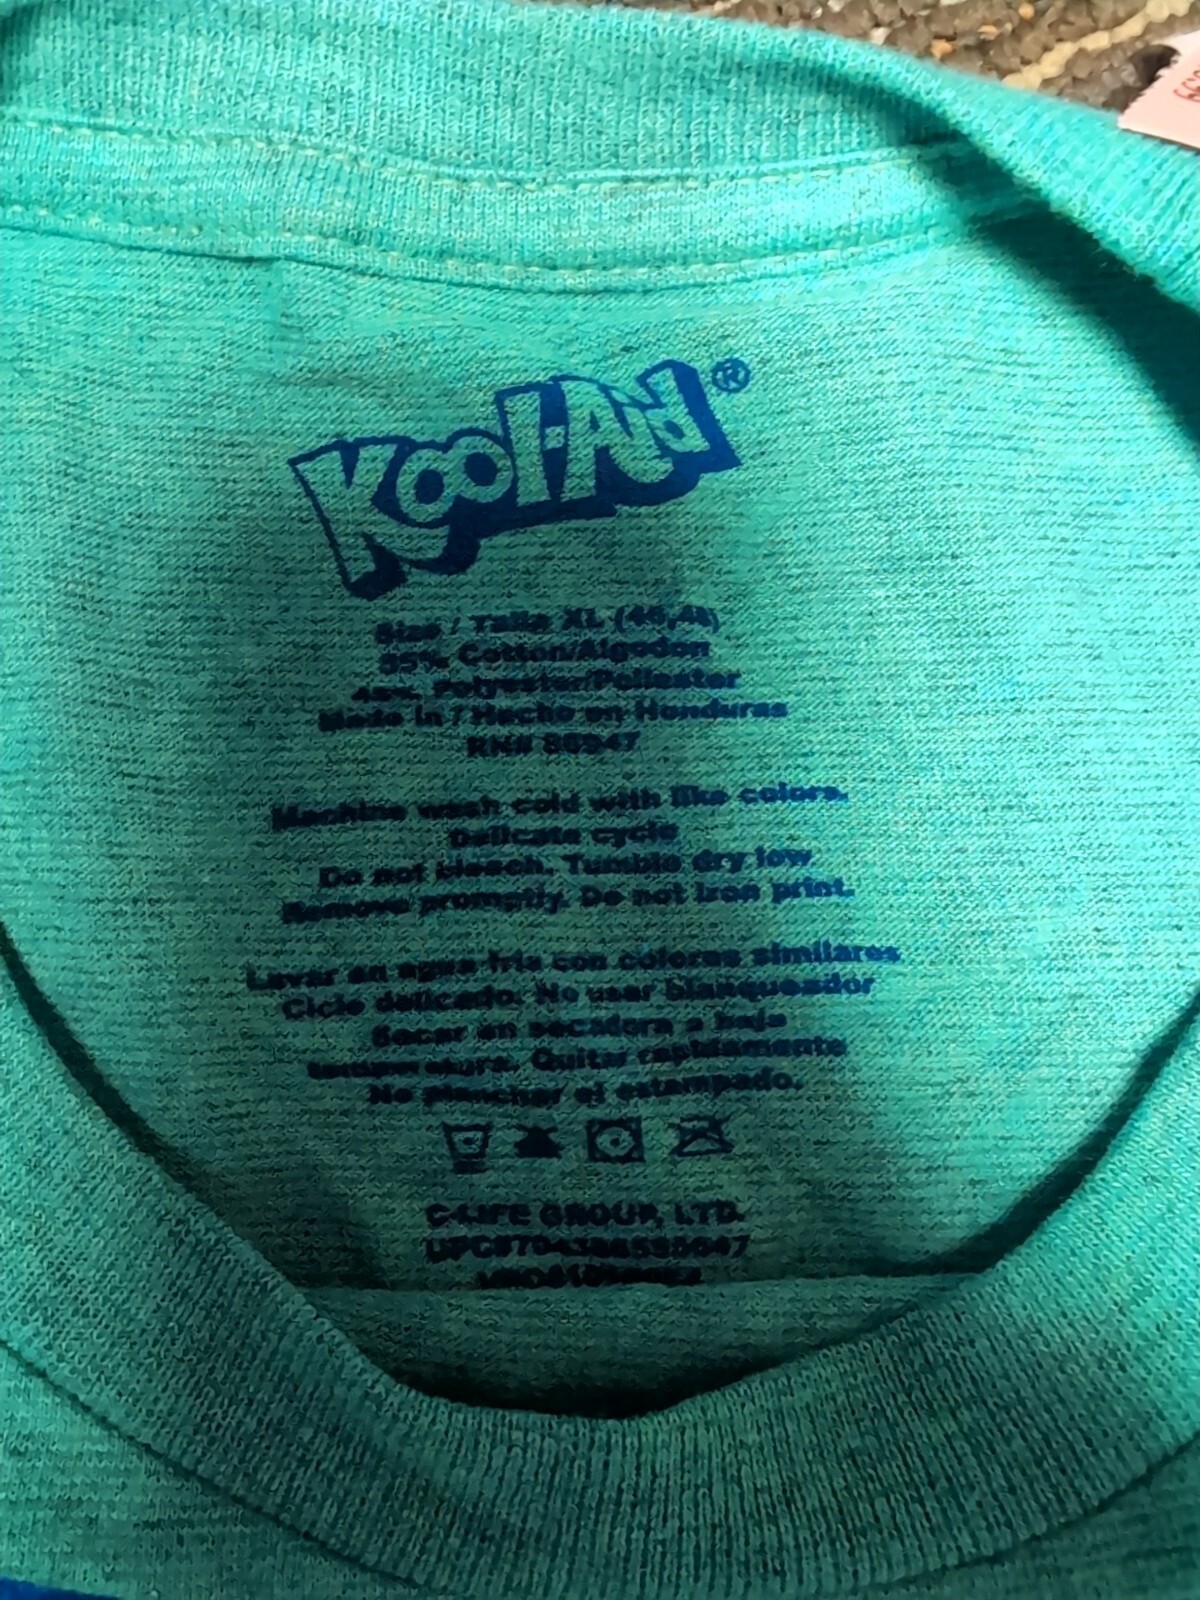 Kool-Aid®
Size / Talla XL (46,48)
Cotton/Algodon
Polyester/Poliester
Made in / Hecho en Honduras
RN#
Machine wash cold with like colors.
Delicate cycle
Do not bleach. Tumble dry low
Remove promptly. Do not iron print.
Lavar en agua fria con colores similares
Ciclo delicado. No usar blanqueador
Secar en secadora a baja
temperatura. Quitar rapidamente
No planchar el estampado.
C-LIFE GROUP, LTD.